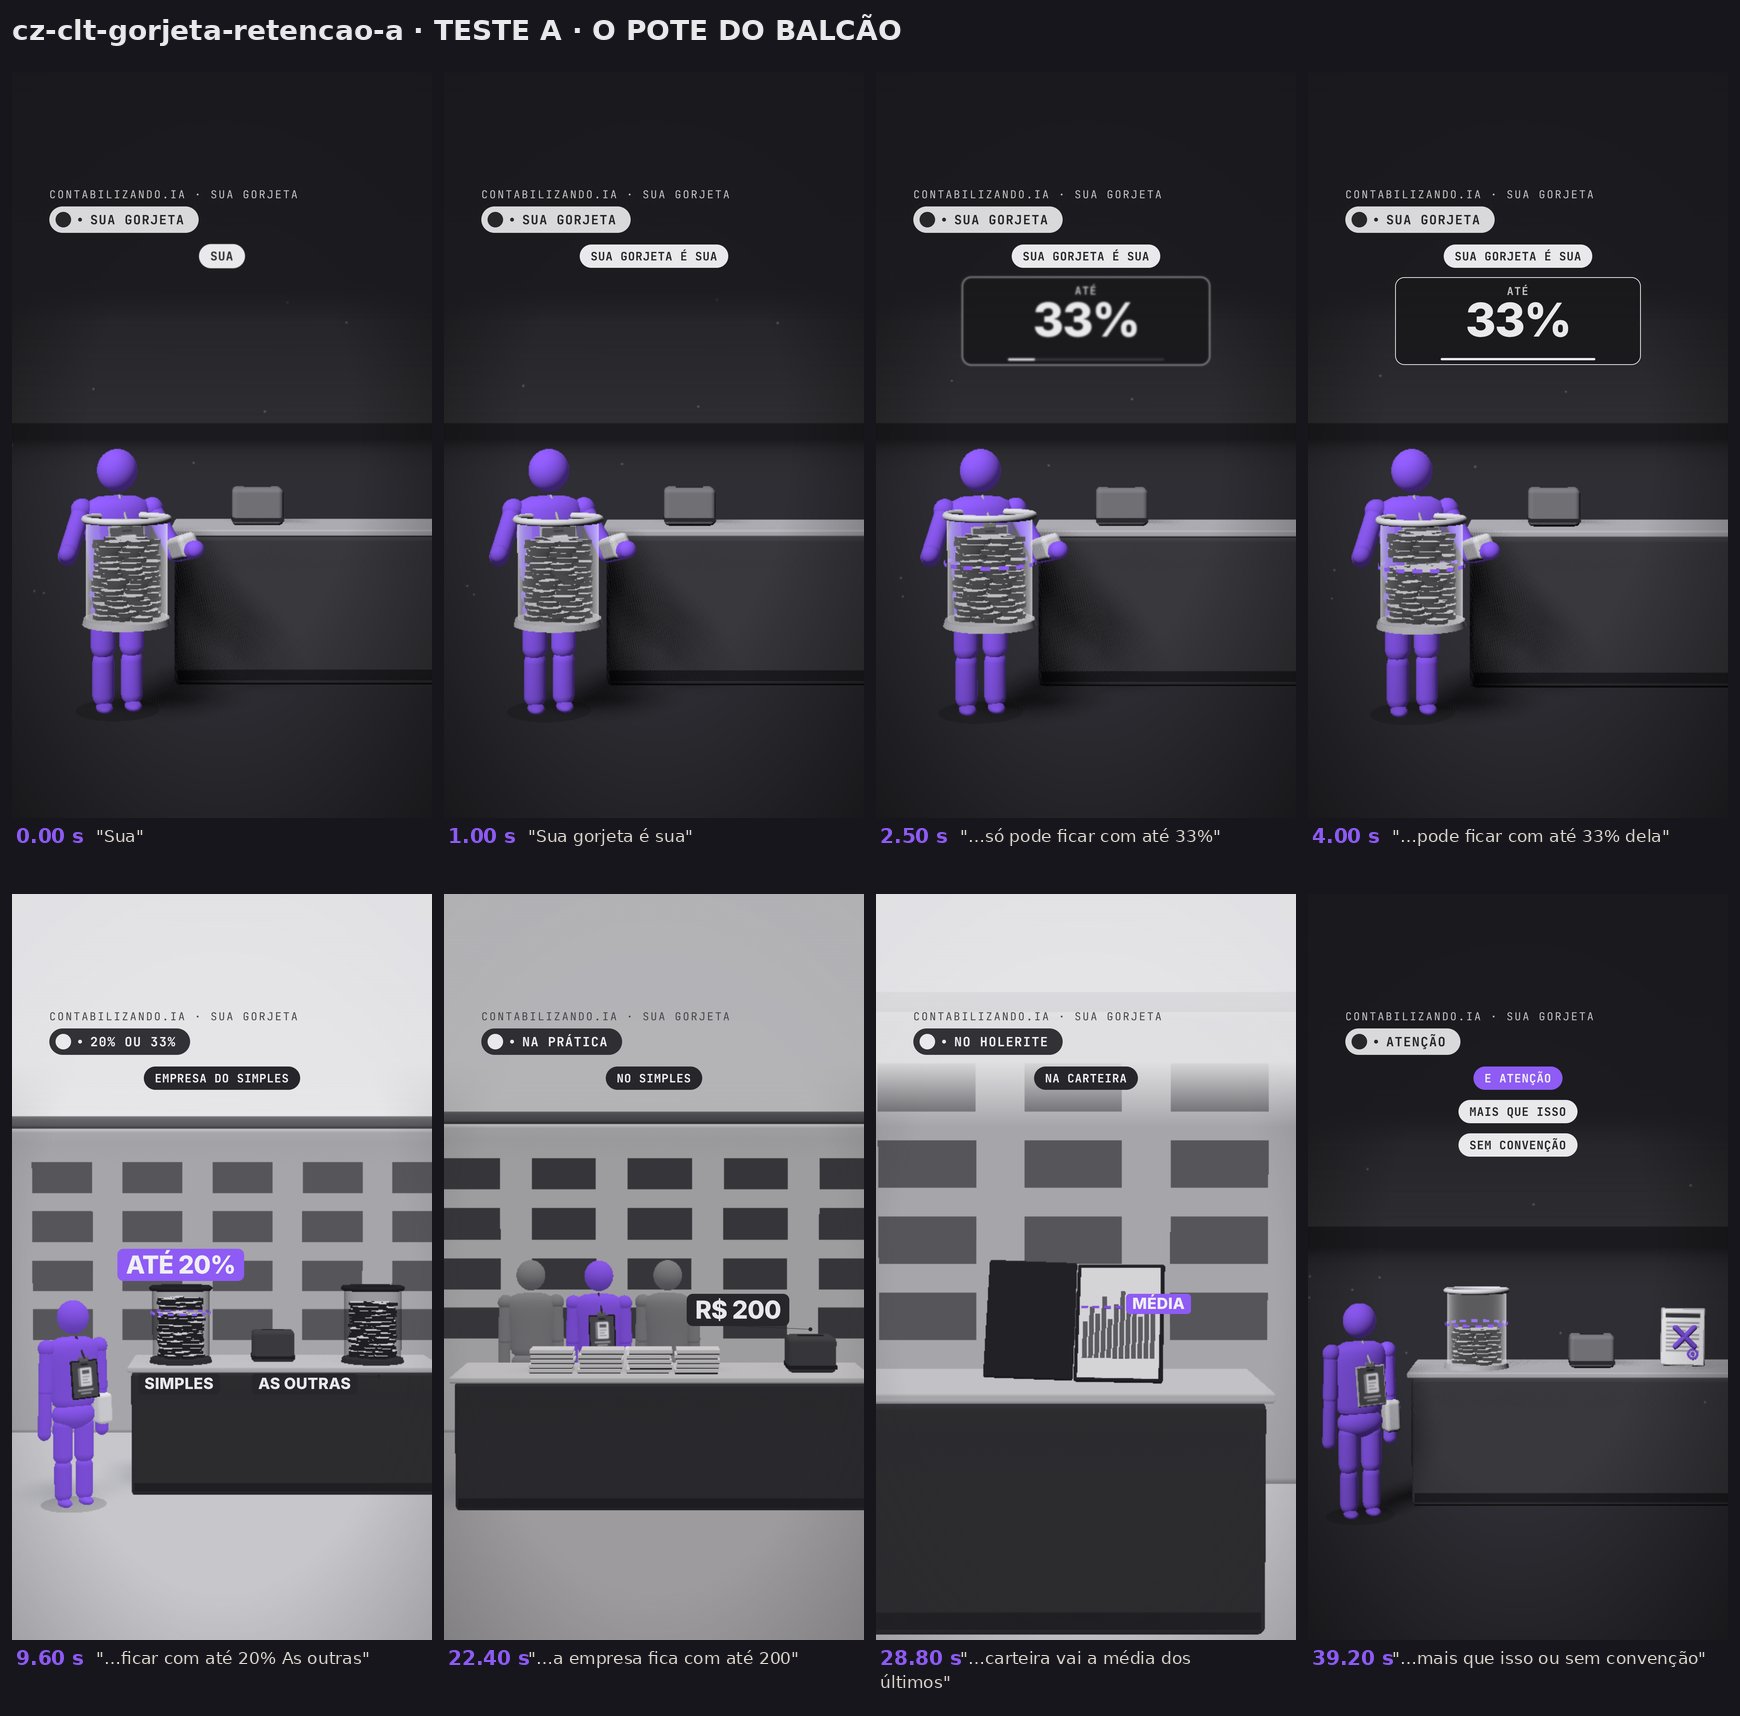 cz-clt-gorjeta-retencao-a · TESTE A · O POTE DO BALCÃO
CONTABILIZANDO.IA · SUA GORJETA
• SUA GORJETA
SUA
0.00 s "Sua"
CONTABILIZANDO.IA · SUA GORJETA
• SUA GORJETA
SUA GORJETA É SUA
1.00 s "Sua gorjeta é sua"
CONTABILIZANDO.IA · SUA GORJETA
• SUA GORJETA
SUA GORJETA É SUA
ATÉ
33%
2.50 s "...só pode ficar com até 33%"
CONTABILIZANDO.IA · SUA GORJETA
• SUA GORJETA
SUA GORJETA É SUA
ATÉ
33%
4.00 s "...pode ficar com até 33% dela"
CONTABILIZANDO.IA · SUA GORJETA
• 20% OU 33%
EMPRESA DO SIMPLES
ATÉ 20%
SIMPLES AS OUTRAS
9.60 s "...ficar com até 20% As outras"
CONTABILIZANDO.IA · SUA GORJETA
• NA PRÁTICA
NO SIMPLES
R$ 200
22.40 s "...a empresa fica com até 200"
CONTABILIZANDO.IA · SUA GORJETA
• NO HOLERITE
NA CARTEIRA
MÉDIA
28.80 s "...carteira vai a média dos
últimos"
CONTABILIZANDO.IA · SUA GORJETA
• ATENÇÃO
E ATENÇÃO
MAIS QUE ISSO
SEM CONVENÇÃO
39.20 s "...mais que isso ou sem convenção"